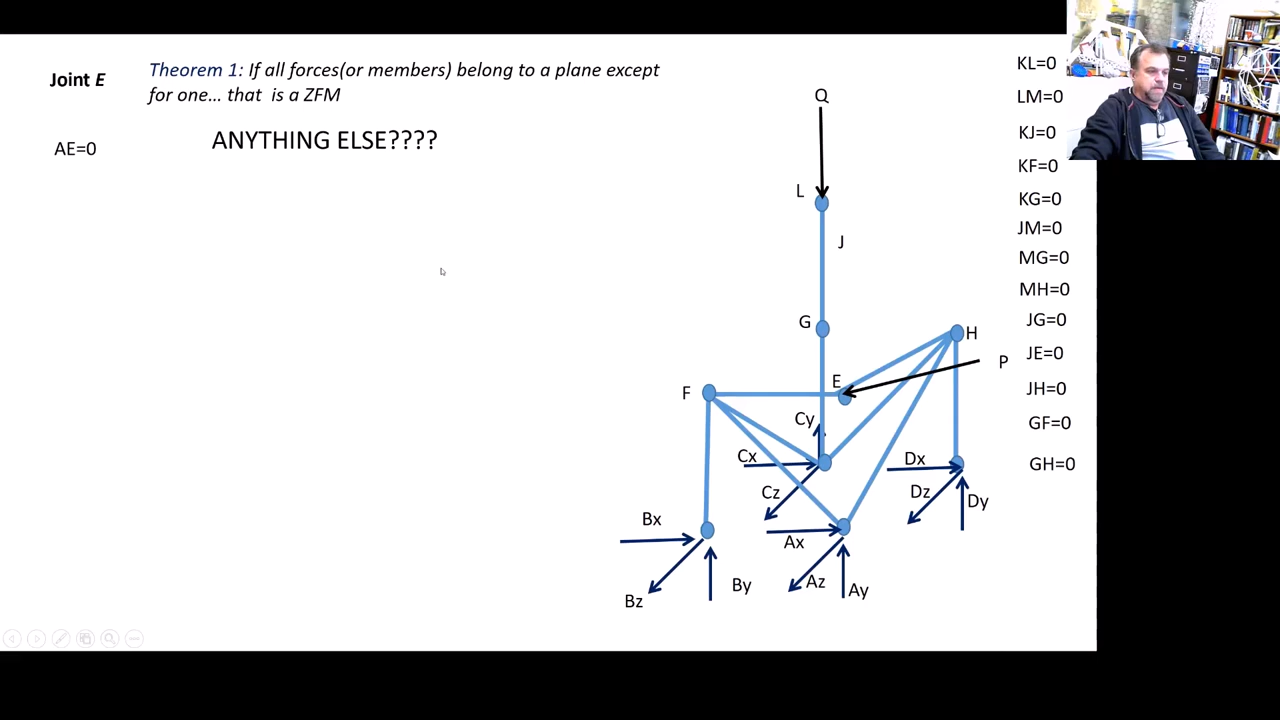 Joint E
Theorem 1: If all forces(or members) belong to a plane except
for one... that is a ZFM
AE=0
ANYTHING ELSE????
Q
L
J
G
H
P
E
F
Cy
Cx
Cz
Dx
Dz
Dy
Bx
Ax
Bz
By
Az
Ay
KL=0
LM=0
KJ=0
KF=0
KG=0
JM=0
MG=0
MH=0
JG=0
JE=0
JH=0
GF=0
GH=0